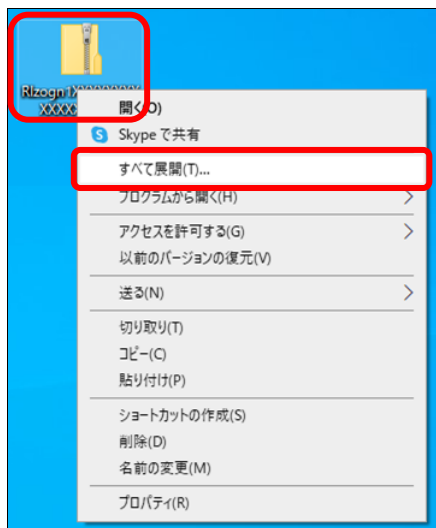 開く(O)
Skype で共有
すべて展開(T)...
プログラムから開く(H)
アクセスを許可する(G)
以前のバージョンの復元(V)
送る(N)
切り取り(T)
コピー(C)
貼り付け(P)
ショートカットの作成(S)
削除(D)
名前の変更(M)
プロパティ(R)